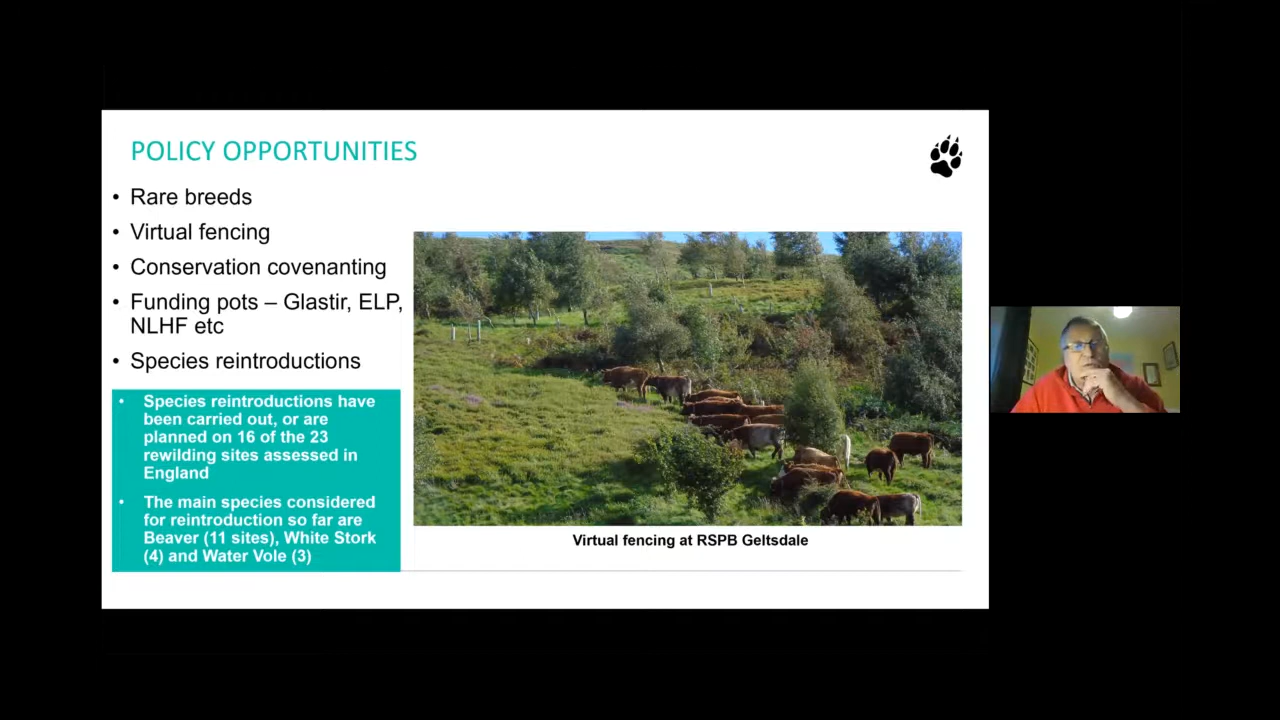 POLICY OPPORTUNITIES
• Rare breeds
• Virtual fencing
• Conservation covenanting
• Funding pots – Glastir, ELP,
NLHF etc
• Species reintroductions
• Species reintroductions have
been carried out, or are
planned on 16 of the 23
rewilding sites assessed in
England
• The main species considered
for reintroduction so far are
Beaver (11 sites), White Stork
(4) and Water Vole (3)
Virtual fencing at RSPB Geltsdale